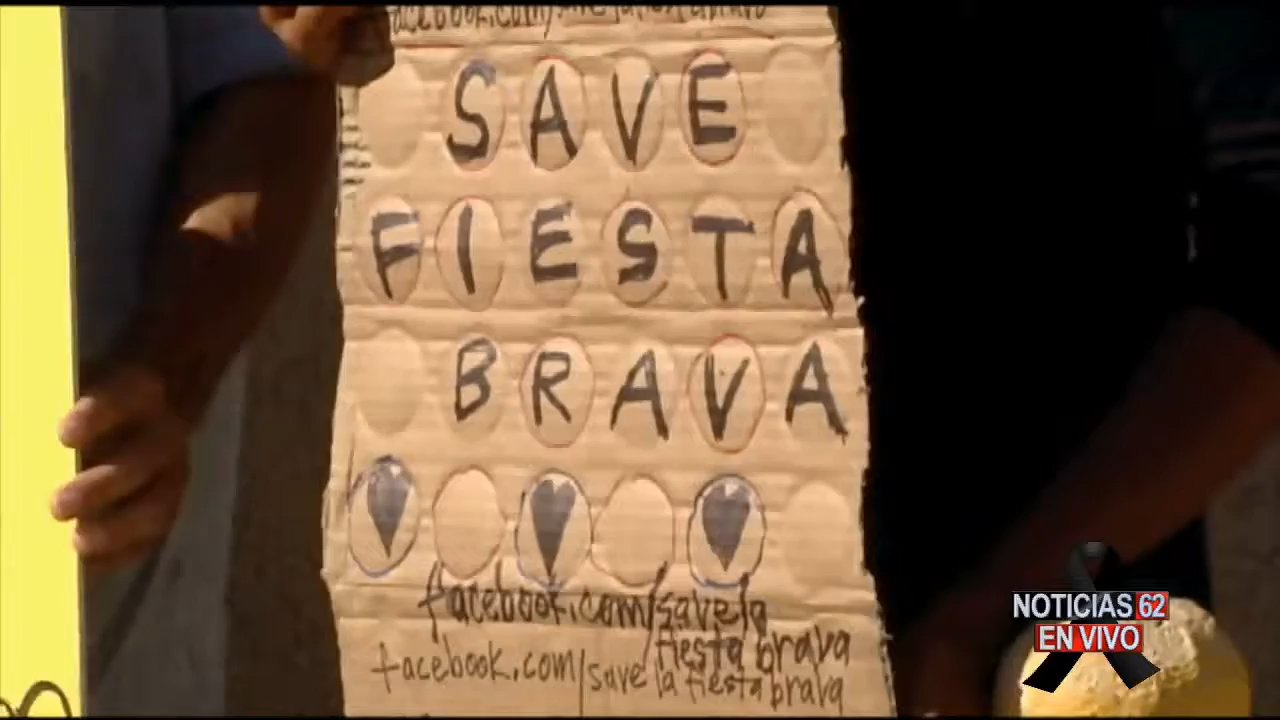 SAVE
FIESTA
BRAVA
facebook.com/save la
fiesta brava
facebook.com/save la fiesta brava
NOTICIAS 62
EN VIVO